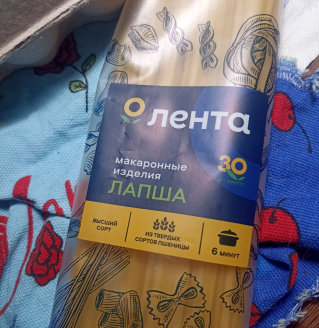 лента
30
макаронные
изделия
ЛАПША
ВЫСШИЙ
СОРТ
ИЗ ТВЕРДЫХ
СОРТОВ ПШЕНИЦЫ
6 МИНУТ